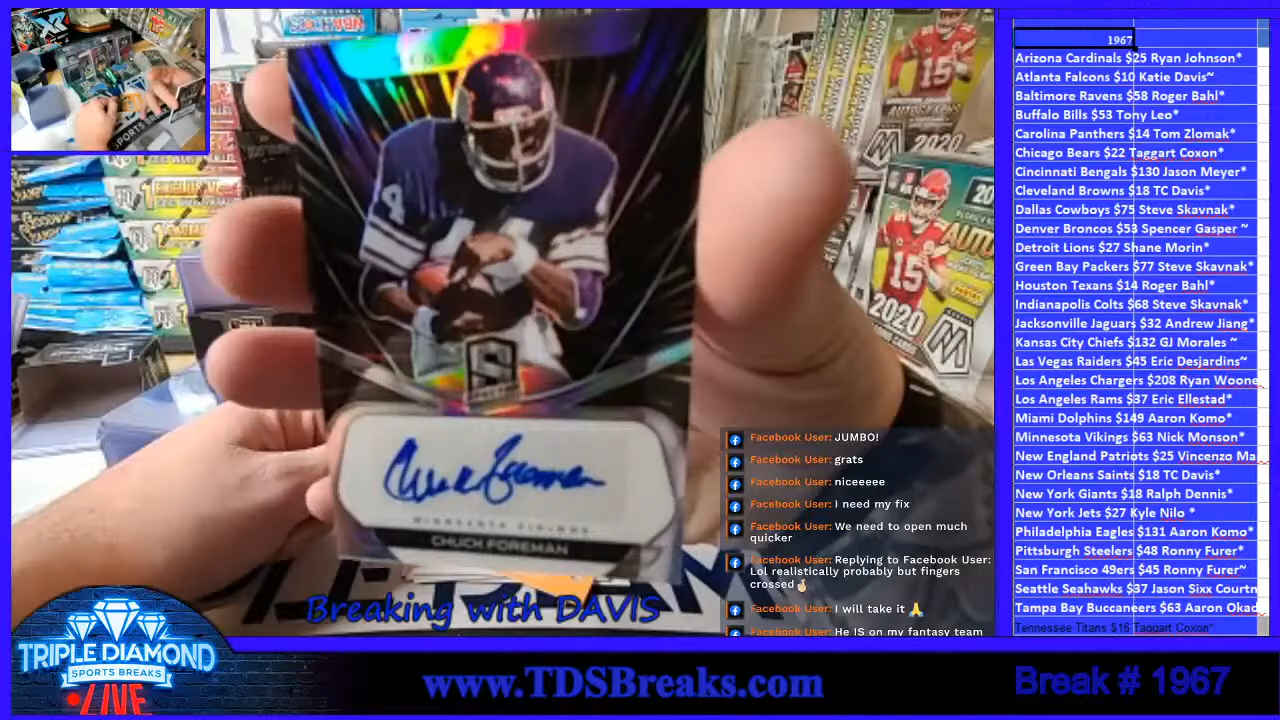 1967
Arizona Cardinals $25 Ryan Johnson*
Atlanta Falcons $10 Katie Davis~
Baltimore Ravens $58 Roger Bahl*
Buffalo Bills $53 Tony Leo*
Carolina Panthers $14 Tom Zlomak*
Chicago Bears $22 Taggart Coxon*
Cincinnati Bengals $130 Jason Meyer*
Cleveland Browns $18 TC Davis*
Dallas Cowboys $75 Steve Skavnak*
Denver Broncos $53 Spencer Gasper ~
Detroit Lions $27 Shane Morin*
Green Bay Packers $77 Steve Skavnak*
Houston Texans $14 Roger Bahl*
Indianapolis Colts $68 Steve Skavnak*
Jacksonville Jaguars $32 Andrew Jiang*
Kansas City Chiefs $132 GJ Morales ~
Las Vegas Raiders $45 Eric Desjardins~
Los Angeles Chargers $208 Ryan Woone
Los Angeles Rams $37 Eric Ellestad*
Miami Dolphins $149 Aaron Komo*
Minnesota Vikings $63 Nick Monson*
New England Patriots $25 Vincenzo Ma
New Orleans Saints $18 TC Davis*
New York Giants $18 Ralph Dennis*
New York Jets $27 Kyle Nilo *
Philadelphia Eagles $131 Aaron Komo*
Pittsburgh Steelers $48 Ronny Furer*
San Francisco 49ers $45 Ronny Furer~
Seattle Seahawks $37 Jason Sixx Courtn
Tampa Bay Buccaneers $63 Aaron Okad
Tennessee Titans $16 Taggart Coxon*
Chuck Foreman
MINNESOTA VIKINGS
CHUCK FOREMAN
2020
15
2020
Facebook User: JUMBO!
Facebook User: grats
Facebook User: niceeeee
Facebook User: I need my fix
Facebook User: We need to open much
quicker
Facebook User: Replying to Facebook User:
Lol realistically probably but fingers
crossed🤞
Facebook User: I will take it 🙏
Facebook User: He IS on my fantasy team
Breaking with DAVIS
TRIPLE DIAMOND
SPORTS BREAKS
•LIVE
www.TDSBreaks.com
Break # 1967